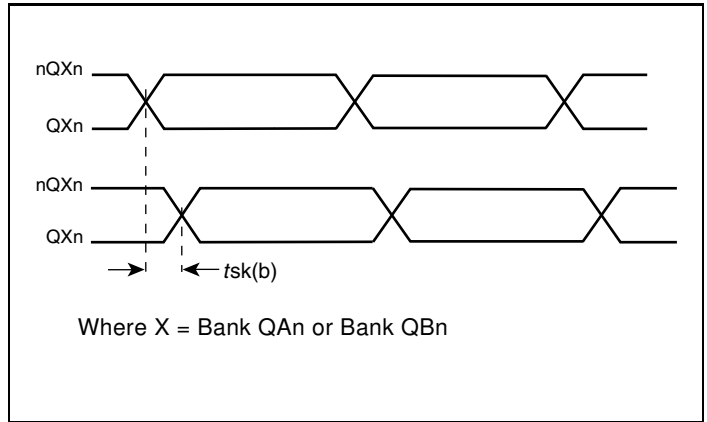 nQXn
QXn
nQXn
QXn
tsk(b)
Where X = Bank QAn or Bank QBn